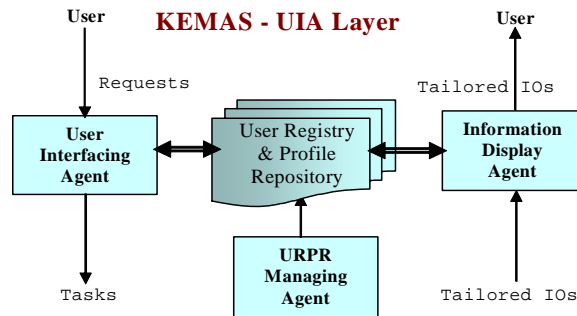 KEMAS - UIA Layer
User
User
Requests
Tailored IOs
User
Interfacing
Agent
User Registry
& Profile
Repository
Information
Display
Agent
URPR
Managing
Agent
Tasks
Tailored IOs